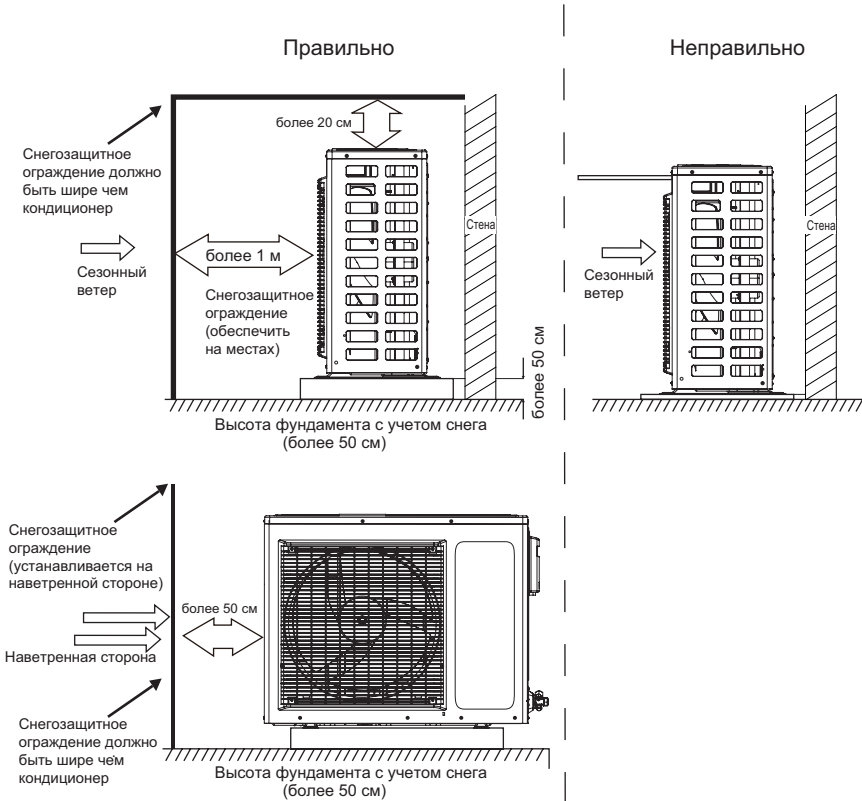 Правильно
Неправильно
более 20 см
Снегозащитное
ограждение должно
быть шире чем
кондиционер
Стена
Стена
более 1 м
Сезонный
ветер
Снегозащитное
ограждение
(обеспечить
на местах)
Сезонный
ветер
более 50 см
Высота фундамента с учетом снега
(более 50 см)
Снегозащитное
ограждение
(устанавливается на
наветренной стороне)
более 50 см
Наветренная сторона
Снегозащитное
ограждение должно
быть шире чем
кондиционер
Высота фундамента с учетом снега
(более 50 см)